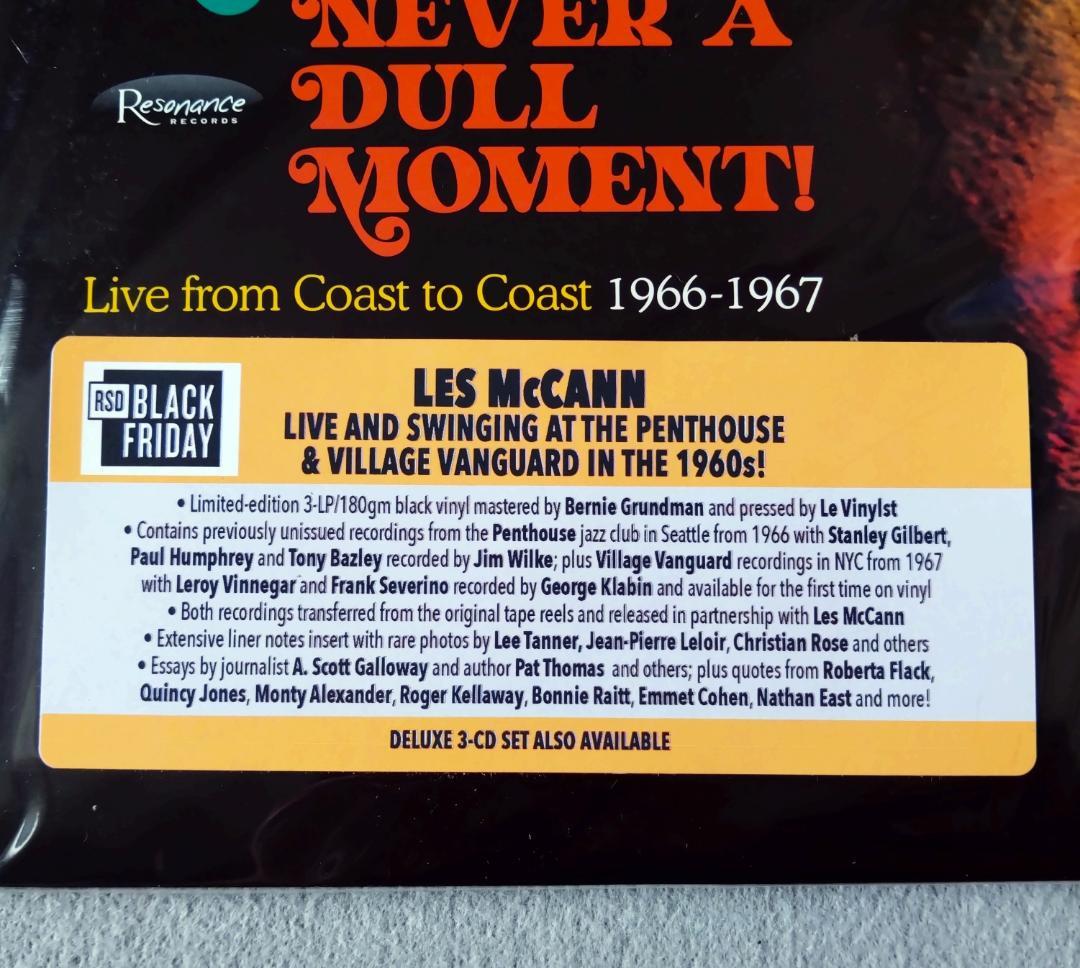 NEVER A
DULL
MOMENT!
Resonance
RECORDS
Live from Coast to Coast 1966-1967
RSD BLACK
FRIDAY
LES McCANN
LIVE AND SWINGING AT THE PENTHOUSE
& VILLAGE VANGUARD IN THE 1960s!
• Limited-edition 3-LP/180gm black vinyl mastered by Bernie Grundman and pressed by Le Vinylst
• Contains previously unissued recordings from the Penthouse jazz club in Seattle from 1966 with Stanley Gilbert,
Paul Humphrey and Tony Bazley recorded by Jim Wilke; plus Village Vanguard recordings in NYC from 1967
with Leroy Vinnegar and Frank Severino recorded by George Klabin and available for the first time on vinyl
• Both recordings transferred from the original tape reels and released in partnership with Les McCann
• Extensive liner notes insert with rare photos by Lee Tanner, Jean-Pierre Leloir, Christian Rose and others
• Essays by journalist A. Scott Galloway and author Pat Thomas and others; plus quotes from Roberta Flack,
Quincy Jones, Monty Alexander, Roger Kellaway, Bonnie Raitt, Emmet Cohen, Nathan East and more!
DELUXE 3-CD SET ALSO AVAILABLE